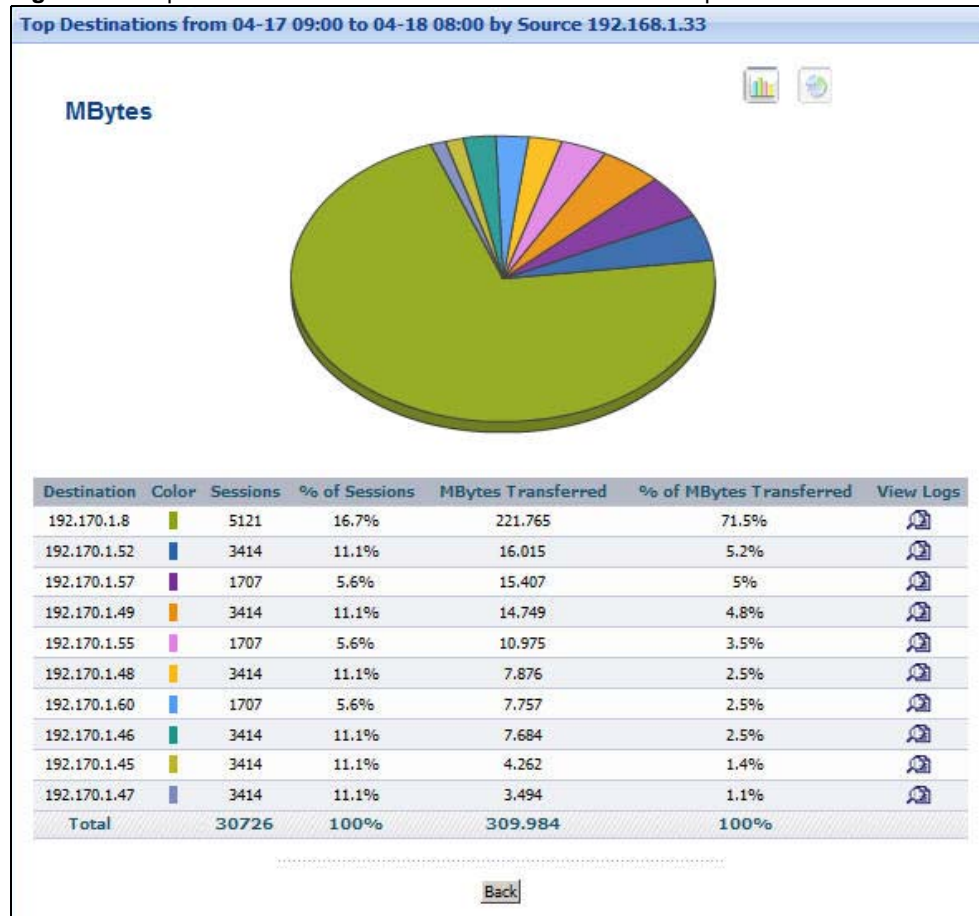 Top Destinations from 04-17 09:00 to 04-18 08:00 by Source 192.168.1.33
MBytes
Destination Color Sessions % of Sessions MBytes Transferred % of MBytes Transferred View Logs
192.170.1.8 5121 16.7% 221.765 71.5%
192.170.1.52 3414 11.1% 16.015 5.2%
192.170.1.57 1707 5.6% 15.407 5%
192.170.1.49 3414 11.1% 14.749 4.8%
192.170.1.55 1707 5.6% 10.975 3.5%
192.170.1.48 3414 11.1% 7.876 2.5%
192.170.1.60 1707 5.6% 7.757 2.5%
192.170.1.46 3414 11.1% 7.684 2.5%
192.170.1.45 3414 11.1% 4.262 1.4%
192.170.1.47 3414 11.1% 3.494 1.1%
Total 30726 100% 309.984 100%
Back